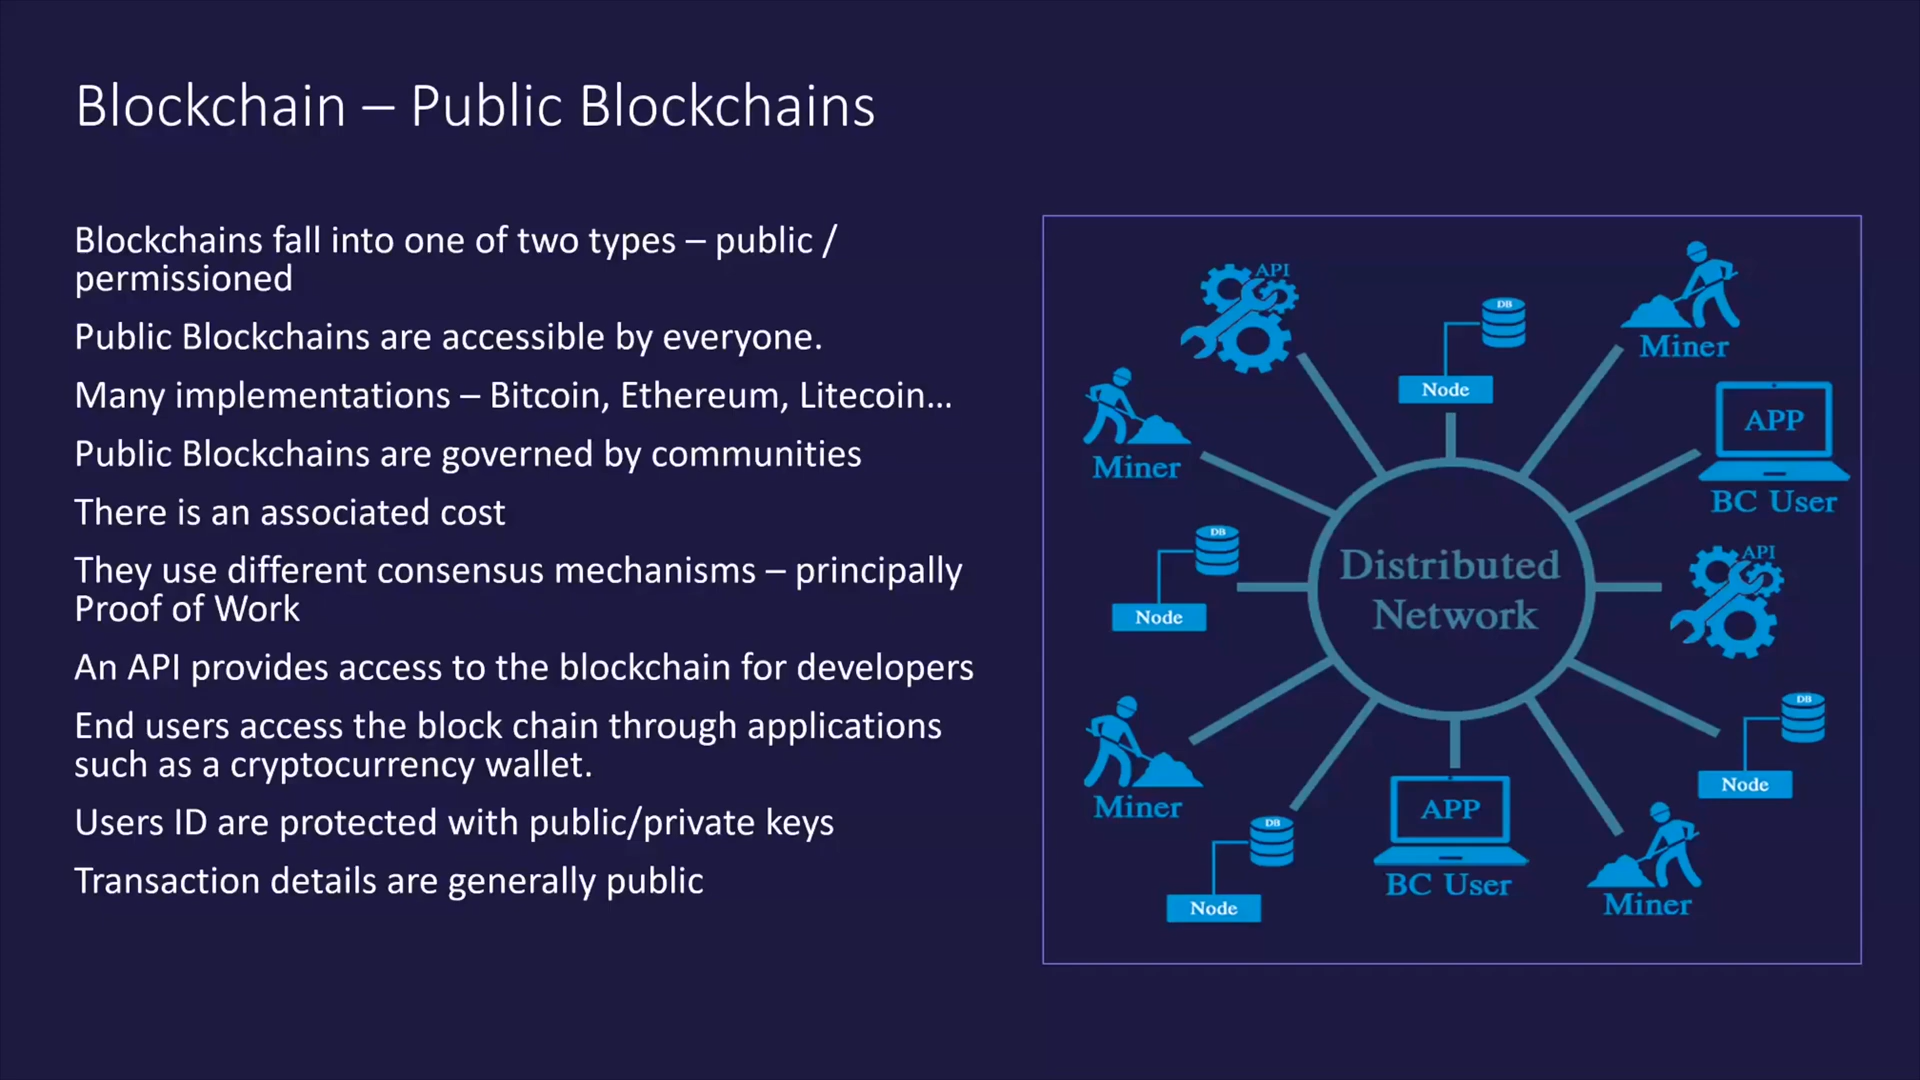 Blockchain – Public Blockchains
Blockchains fall into one of two types – public /
permissioned
Public Blockchains are accessible by everyone.
Many implementations – Bitcoin, Ethereum, Litecoin...
Public Blockchains are governed by communities
There is an associated cost
They use different consensus mechanisms – principally
Proof of Work
An API provides access to the blockchain for developers
End users access the block chain through applications
such as a cryptocurrency wallet.
Users ID are protected with public/private keys
Transaction details are generally public
API
DB
Node
Miner
Miner
APP
BC User
DB
Node
Distributed
Network
API
Miner
DB
Node
DB
Node
APP
BC User
Miner